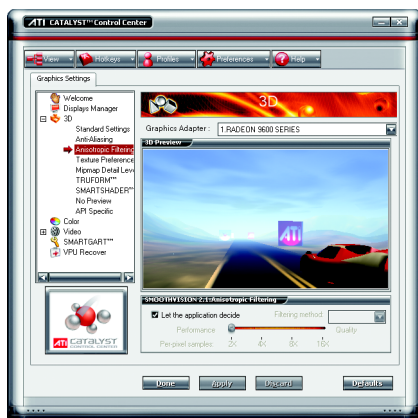 ATI CATALYST™ Control Center
View
Hotkeys
Profiles
Preferences
Help
Graphics Settings
Welcome
Displays Manager
3D
Standard Settings
Anti-Aliasing
Anisotropic Filtering
Texture Preference
Mipmap Detail Leve
TRUFORM™
SMARTSHADER™
No Preview
API Specific
Color
Video
SMARTGART™
VPU Recover
ATI CATALYST
CONTROL CENTER
3D
Graphics Adapter :
1.RADEON 9600 SERIES
3D Preview
ATI
SMOOTHVISION 2.1:Anisotropic Filtering
Let the application decide
Filtering method:
Performance
Quality
Per-pixel samples:
2X 4X 8X 16X
Done
Apply
Discard
Defaults